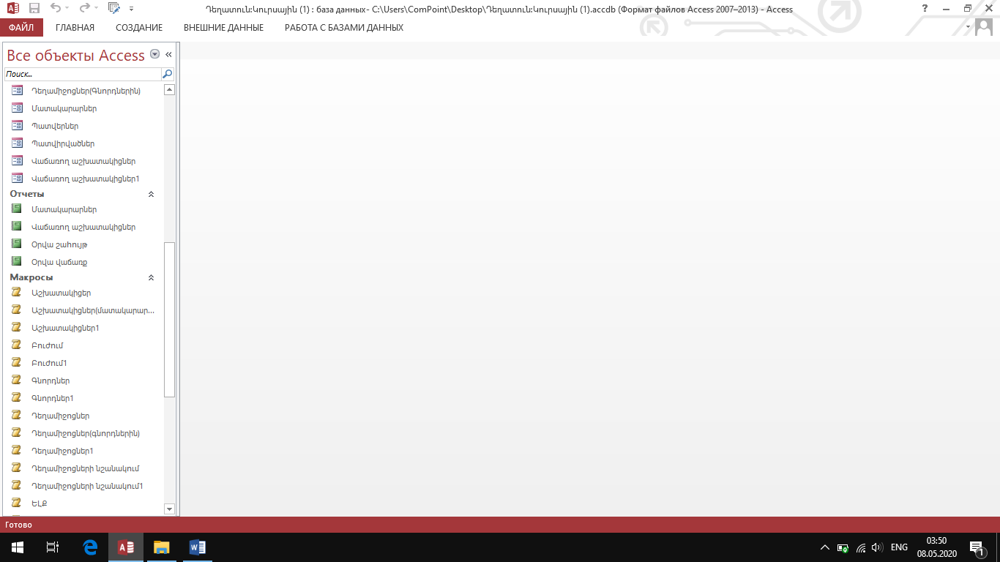 Դեղատուն:Կուրսային (1) : база данных- C:\Users\ComPoint\Desktop\Դեղատուն:Կուրսային (1).accdb (Формат файлов Access 2007–2013) - Access
ФАЙЛ ГЛАВНАЯ СОЗДАНИЕ ВНЕШНИЕ ДАННЫЕ РАБОТА С БАЗАМИ ДАННЫХ
Все объекты Access
Поиск...
Դեղամիջոցներ(Գնորդներին)
Մատակարարներ
Պատվերներ
Պատվիրվածներ
Վաճառող աշխատակիցներ
Վաճառող աշխատակիցներ1
Отчеты
Մատակարարներ
Վաճառող աշխատակիցներ
Օրվա շահույթ
Օրվա վաճառք
Макросы
Աշխատակիցեր
Աշխատակիցներ(մատակարար...
Աշխատակիցներ1
Բուժում
Բուժում1
Գնորդներ
Գնորդներ1
Դեղամիջոցներ
Դեղամիջոցներ(գնորդներին)
Դեղամիջոցներ1
Դեղամիջոցների նշանակում
Դեղամիջոցների նշանակում1
ԵԼՔ
Готово
ENG
03:50
08.05.2020
1